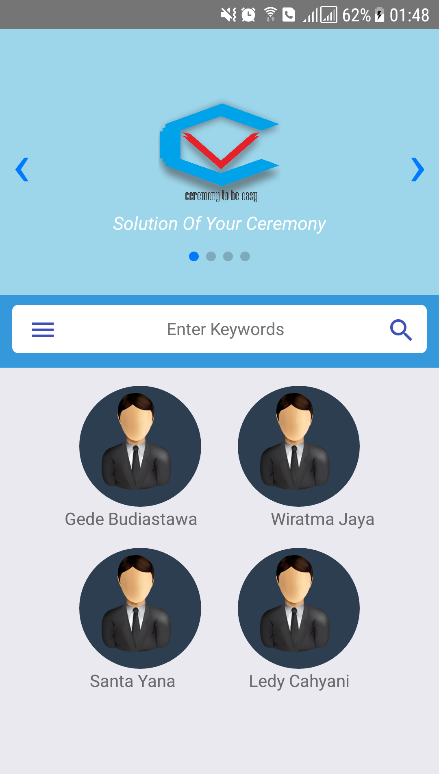 62% 01:48
ceremony to be easy
Solution Of Your Ceremony
Enter Keywords
Gede Budiastawa Wiratma Jaya
Santa Yana Ledy Cahyani